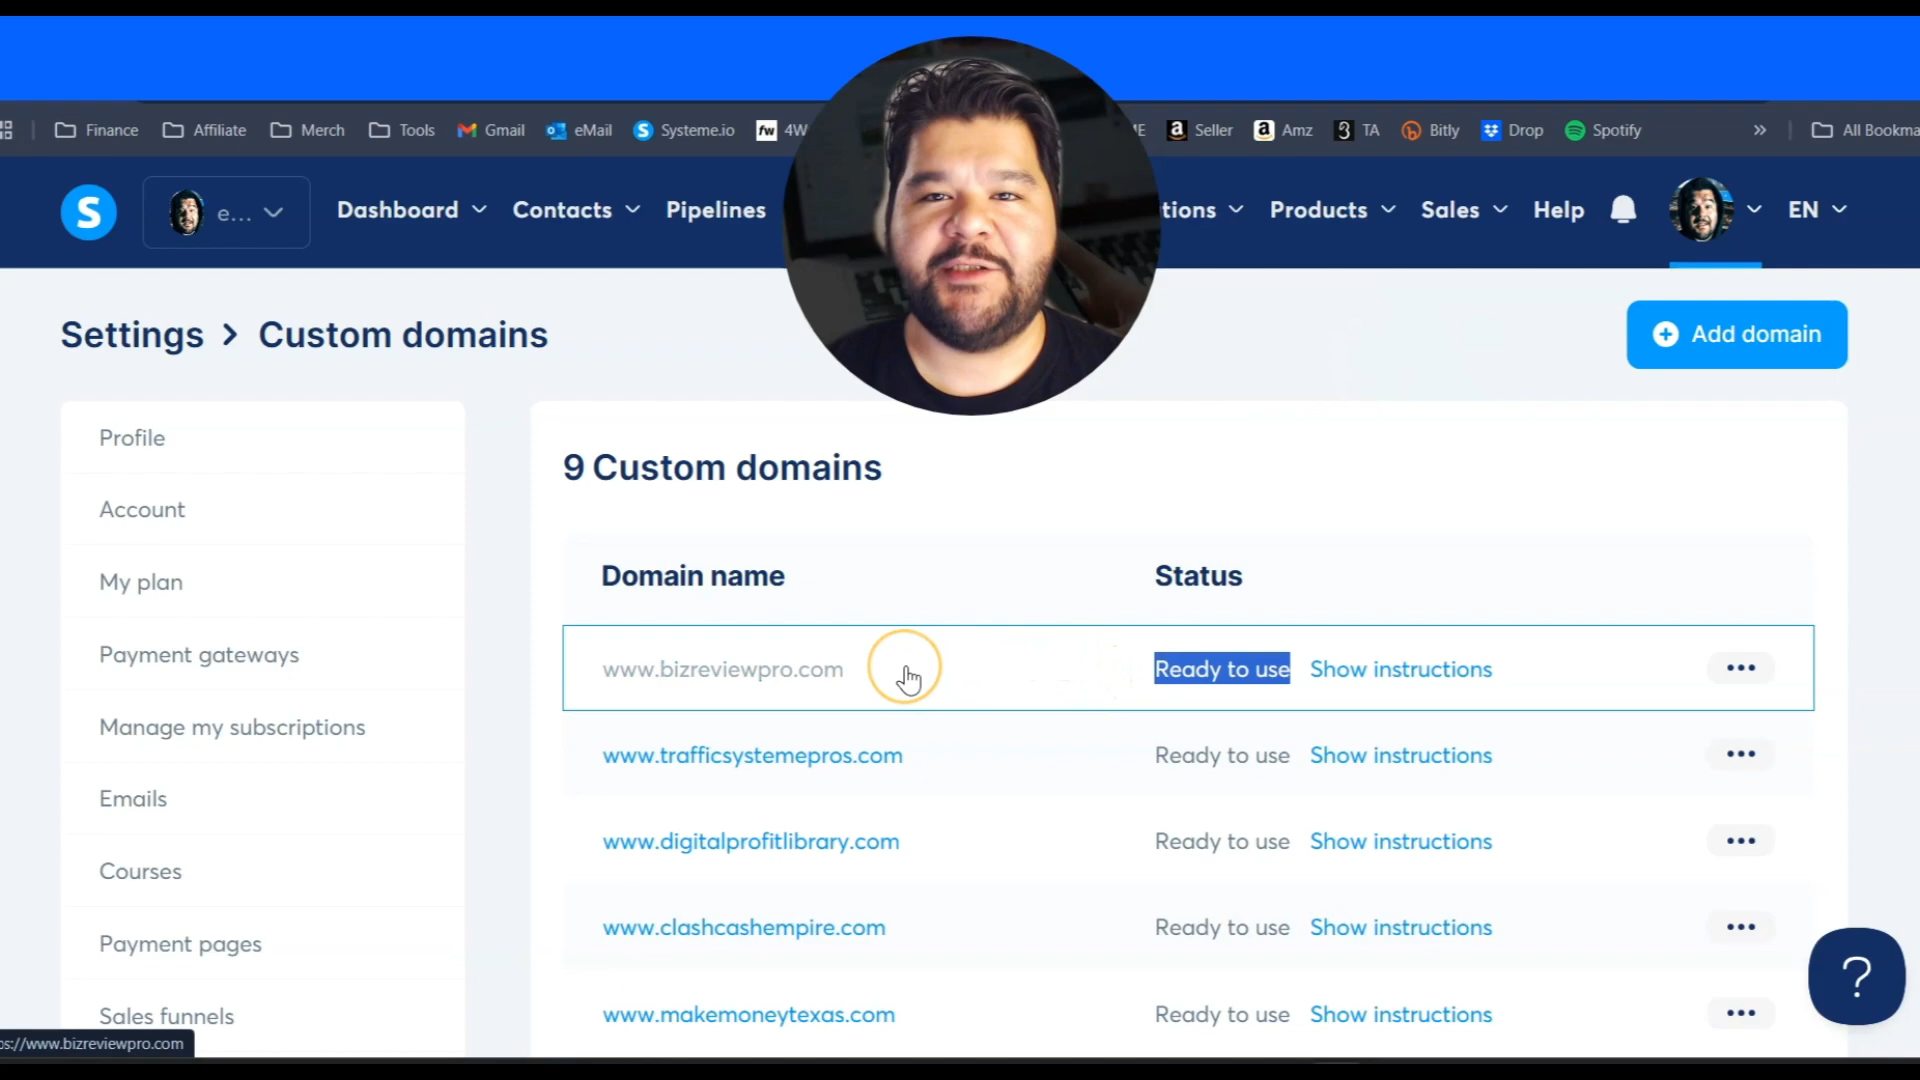 Finance Affiliate Merch Tools Gmail eMail Systeme.io fw 4W Seller Amz TA Bitly Drop Spotify » All Bookma
S e... Dashboard Contacts Pipelines tions Products Sales Help EN
Settings > Custom domains
Add domain
Profile
Account
My plan
Payment gateways
Manage my subscriptions
Emails
Courses
Payment pages
Sales funnels
9 Custom domains
Domain name Status
www.bizreviewpro.com Ready to use Show instructions
www.trafficsystemepros.com Ready to use Show instructions
www.digitalprofitlibrary.com Ready to use Show instructions
www.clashcashempire.com Ready to use Show instructions
www.makemoneytexas.com Ready to use Show instructions
?
ps://www.bizreviewpro.com